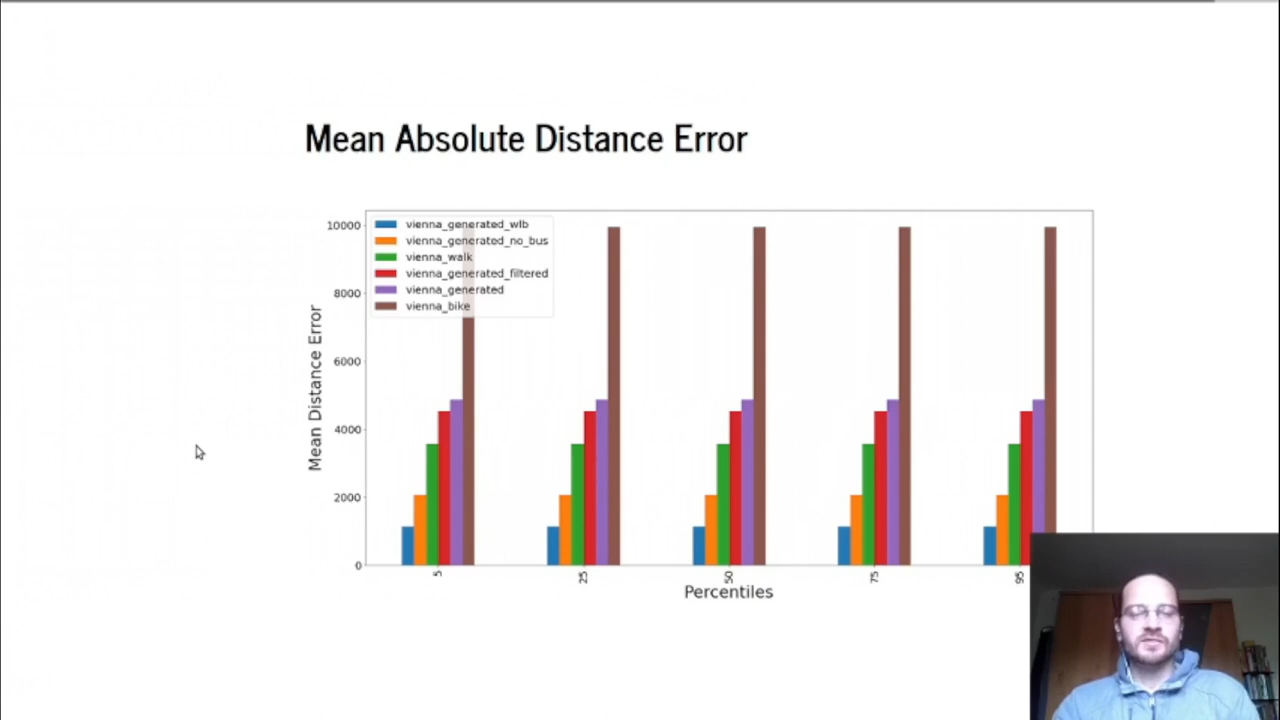 Mean Absolute Distance Error
10000
8000
6000
4000
2000
0
Mean Distance Error
vienna_generated_wlb
vienna_generated_no_bus
vienna_walk
vienna_generated_filtered
vienna_generated
vienna_bike
5
25
50
75
95
Percentiles